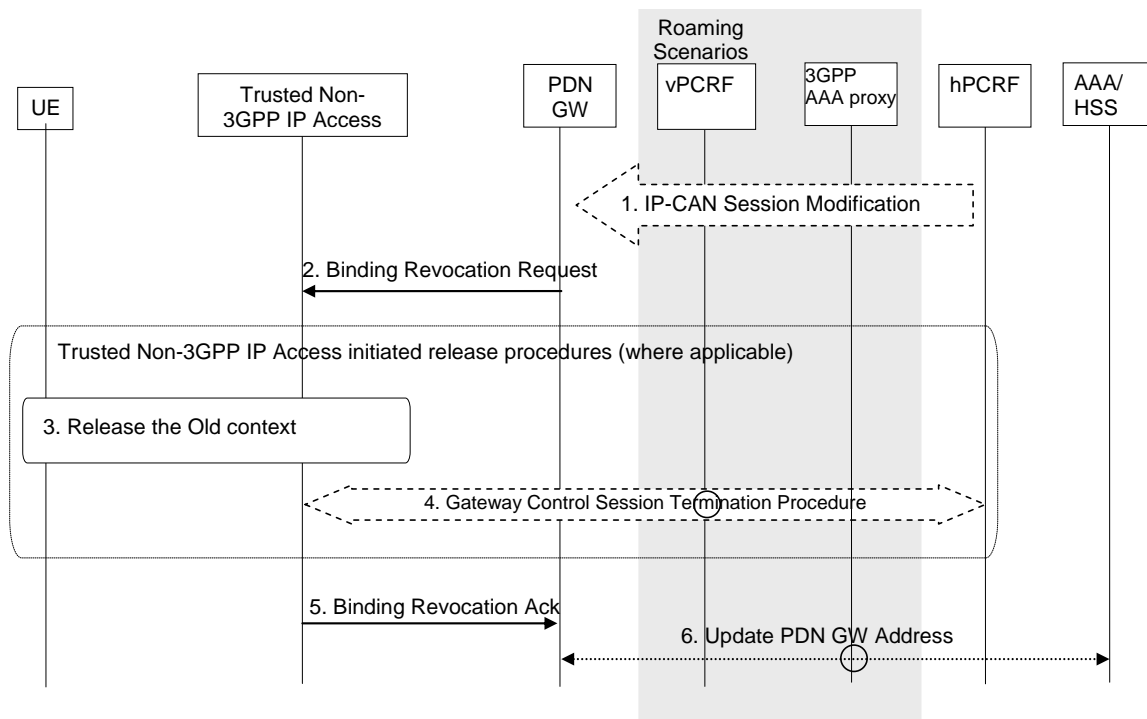 Roaming
Scenarios
UE
Trusted Non-
3GPP IP Access
PDN
GW
vPCRF
3GPP
AAA proxy
hPCRF
AAA/
HSS
1. IP-CAN Session Modification
2. Binding Revocation Request
Trusted Non-3GPP IP Access initiated release procedures (where applicable)
3. Release the Old context
4. Gateway Control Session Termination Procedure
5. Binding Revocation Ack
6. Update PDN GW Address